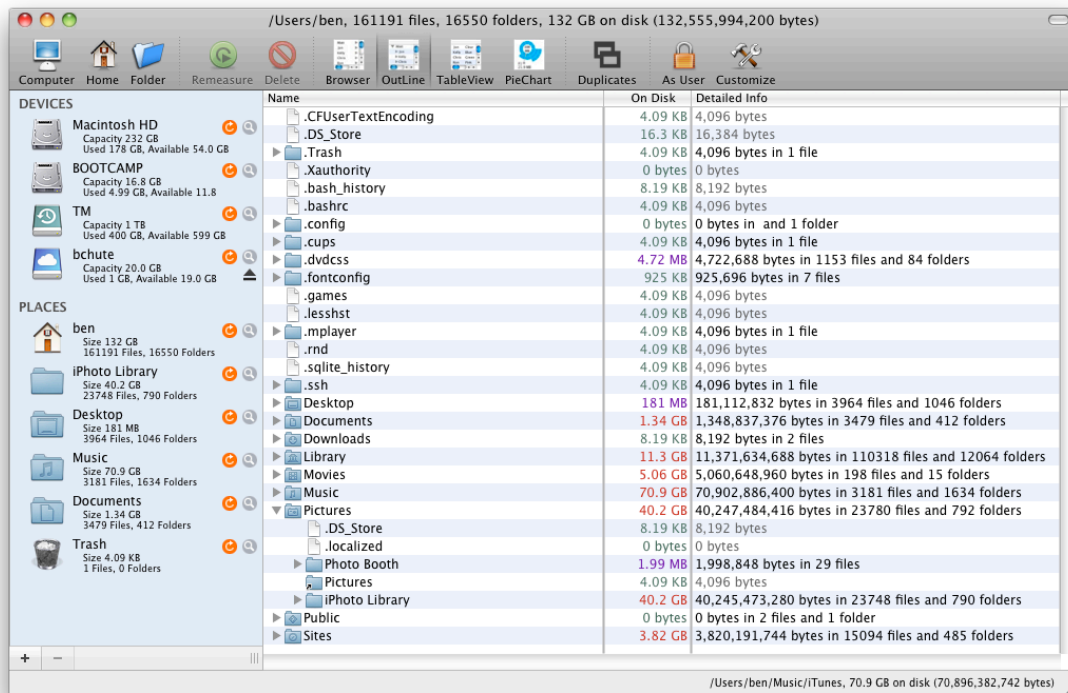 /Users/ben, 161191 files, 16550 folders, 132 GB on disk (132,555,994,200 bytes)
Computer Home Folder Remeasure Delete Browser OutLine TableView PieChart Duplicates As User Customize
DEVICES
Macintosh HD
Capacity 232 GB
Used 178 GB, Available 54.0 GB
BOOTCAMP
Capacity 16.8 GB
Used 4.99 GB, Available 11.8
TM
Capacity 1 TB
Used 400 GB, Available 599 GB
bchute
Capacity 20.0 GB
Used 1 GB, Available 19.0 GB
PLACES
ben
Size 132 GB
161191 Files, 16550 Folders
iPhoto Library
Size 40.2 GB
23748 Files, 790 Folders
Desktop
Size 181 MB
3964 Files, 1046 Folders
Music
Size 70.9 GB
3181 Files, 1634 Folders
Documents
Size 1.34 GB
3479 Files, 412 Folders
Trash
Size 4.09 KB
1 Files, 0 Folders
Name On Disk Detailed Info
.CFUserTextEncoding 4.09 KB 4,096 bytes
.DS_Store 16.3 KB 16,384 bytes
.Trash 4.09 KB 4,096 bytes in 1 file
.Xauthority 0 bytes 0 bytes
.bash_history 8.19 KB 8,192 bytes
.bashrc 4.09 KB 4,096 bytes
.config 0 bytes 0 bytes in  and 1 folder
.cups 4.09 KB 4,096 bytes in 1 file
.dvdcss 4.72 MB 4,722,688 bytes in 1153 files and 84 folders
.fontconfig 925 KB 925,696 bytes in 7 files
.games 4.09 KB 4,096 bytes
.lesshst 4.09 KB 4,096 bytes
.mplayer 4.09 KB 4,096 bytes in 1 file
.rnd 4.09 KB 4,096 bytes
.sqlite_history 4.09 KB 4,096 bytes
.ssh 4.09 KB 4,096 bytes in 1 file
Desktop 181 MB 181,112,832 bytes in 3964 files and 1046 folders
Documents 1.34 GB 1,348,837,376 bytes in 3479 files and 412 folders
Downloads 8.19 KB 8,192 bytes in 2 files
Library 11.3 GB 11,371,634,688 bytes in 110318 files and 12064 folders
Movies 5.06 GB 5,060,648,960 bytes in 198 files and 15 folders
Music 70.9 GB 70,902,886,400 bytes in 3181 files and 1634 folders
Pictures 40.2 GB 40,247,484,416 bytes in 23780 files and 792 folders
.DS_Store 8.19 KB 8,192 bytes
.localized 0 bytes 0 bytes
Photo Booth 1.99 MB 1,998,848 bytes in 29 files
Pictures 4.09 KB 4,096 bytes
iPhoto Library 40.2 GB 40,245,473,280 bytes in 23748 files and 790 folders
Public 0 bytes 0 bytes in 2 files and 1 folder
Sites 3.82 GB 3,820,191,744 bytes in 15094 files and 485 folders
/Users/ben/Music/iTunes, 70.9 GB on disk (70,896,382,742 bytes)